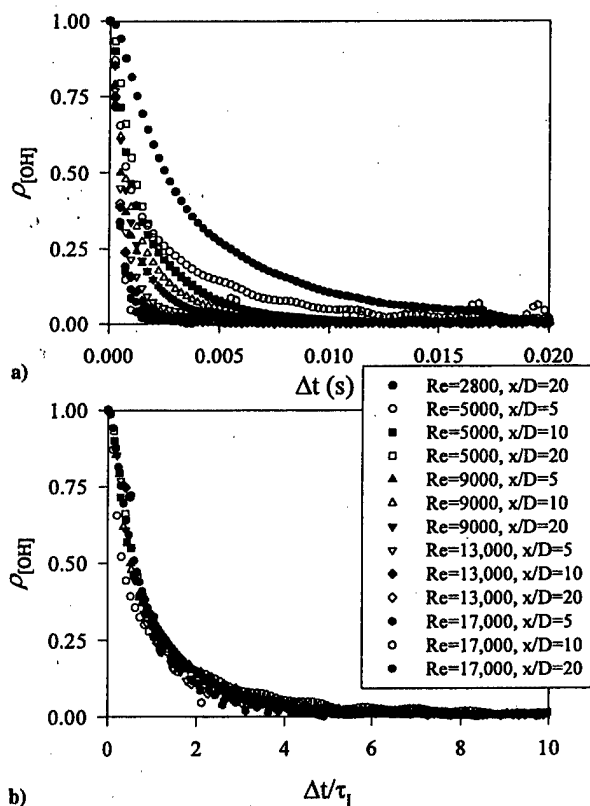 1.00
0.75
0.50
0.25
0.00
ρ[OH]
0.000 0.005 0.010 0.015 0.020
a)
Δt (s)
Re=2800, x/D=20
Re=5000, x/D=5
Re=5000, x/D=10
Re=5000, x/D=20
Re=9000, x/D=5
Re=9000, x/D=10
Re=9000, x/D=20
Re=13,000, x/D=5
Re=13,000, x/D=10
Re=13,000, x/D=20
Re=17,000, x/D=5
Re=17,000, x/D=10
Re=17,000, x/D=20
1.00
0.75
0.50
0.25
0.00
ρ[OH]
0 2 4 6 8 10
b)
Δt/τI